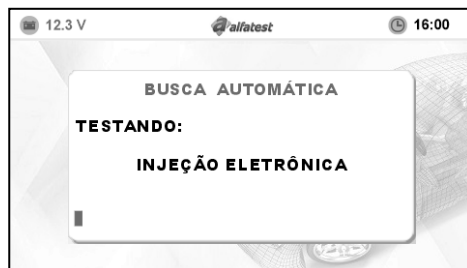 12.3 V
alfatest
16:00
BUSCA AUTOMÁTICA
TESTANDO:
INJEÇÃO ELETRÔNICA